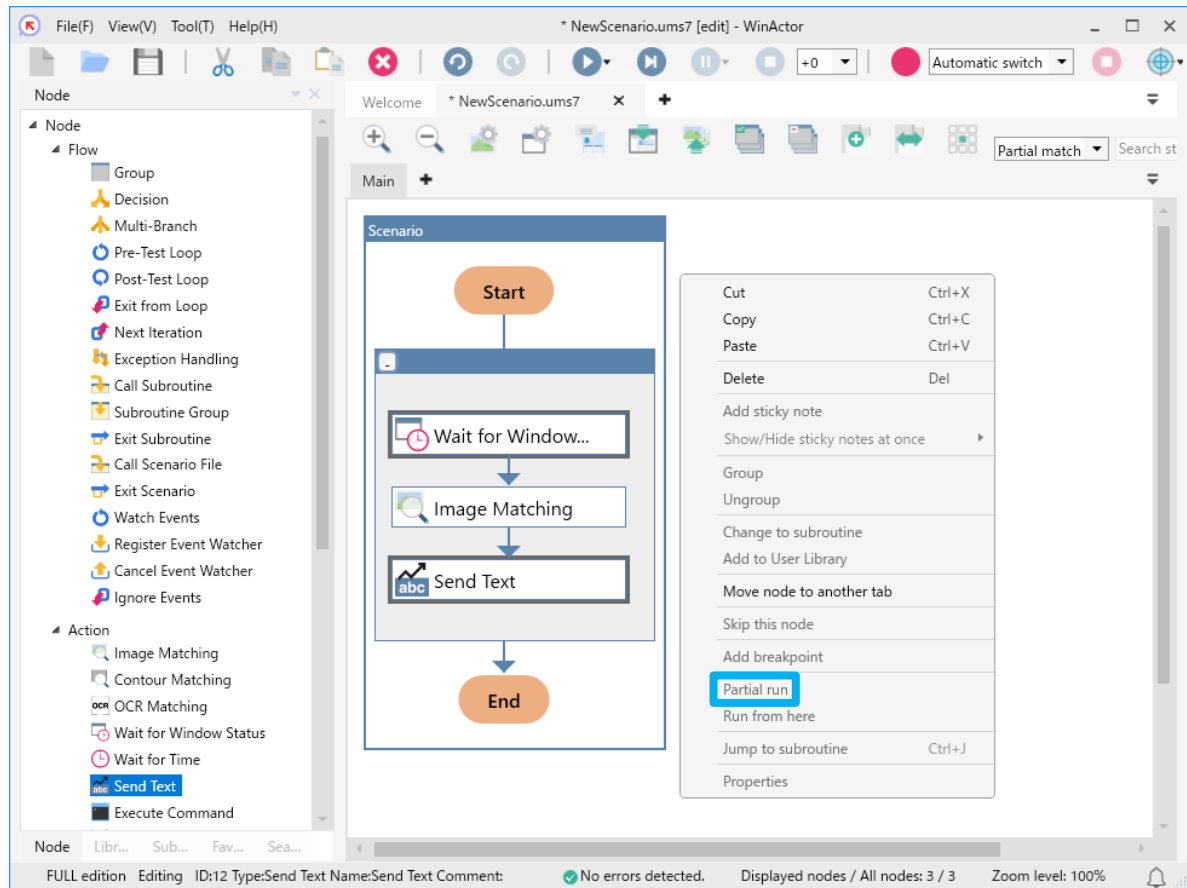 File(F) View(V) Tool(T) Help(H) * NewScenario.ums7 [edit] - WinActor
+0 Automatic switch
Node
Welcome * NewScenario.ums7
Node
Flow
Group
Decision
Multi-Branch
Pre-Test Loop
Post-Test Loop
Exit from Loop
Next Iteration
Exception Handling
Call Subroutine
Subroutine Group
Exit Subroutine
Call Scenario File
Exit Scenario
Watch Events
Register Event Watcher
Cancel Event Watcher
Ignore Events
Action
Image Matching
Contour Matching
OCR OCR Matching
Wait for Window Status
Wait for Time
abc Send Text
Execute Command
Node Libr... Sub... Fav... Sea...
Partial match Search st
Main
Scenario
Start
Wait for Window...
Image Matching
abc Send Text
End
Cut Ctrl+X
Copy Ctrl+C
Paste Ctrl+V
Delete Del
Add sticky note
Show/Hide sticky notes at once
Group
Ungroup
Change to subroutine
Add to User Library
Move node to another tab
Skip this node
Add breakpoint
Partial run
Run from here
Jump to subroutine Ctrl+J
Properties
FULL edition Editing ID:12 Type:Send Text Name:Send Text Comment: No errors detected. Displayed nodes / All nodes: 3 / 3 Zoom level: 100%